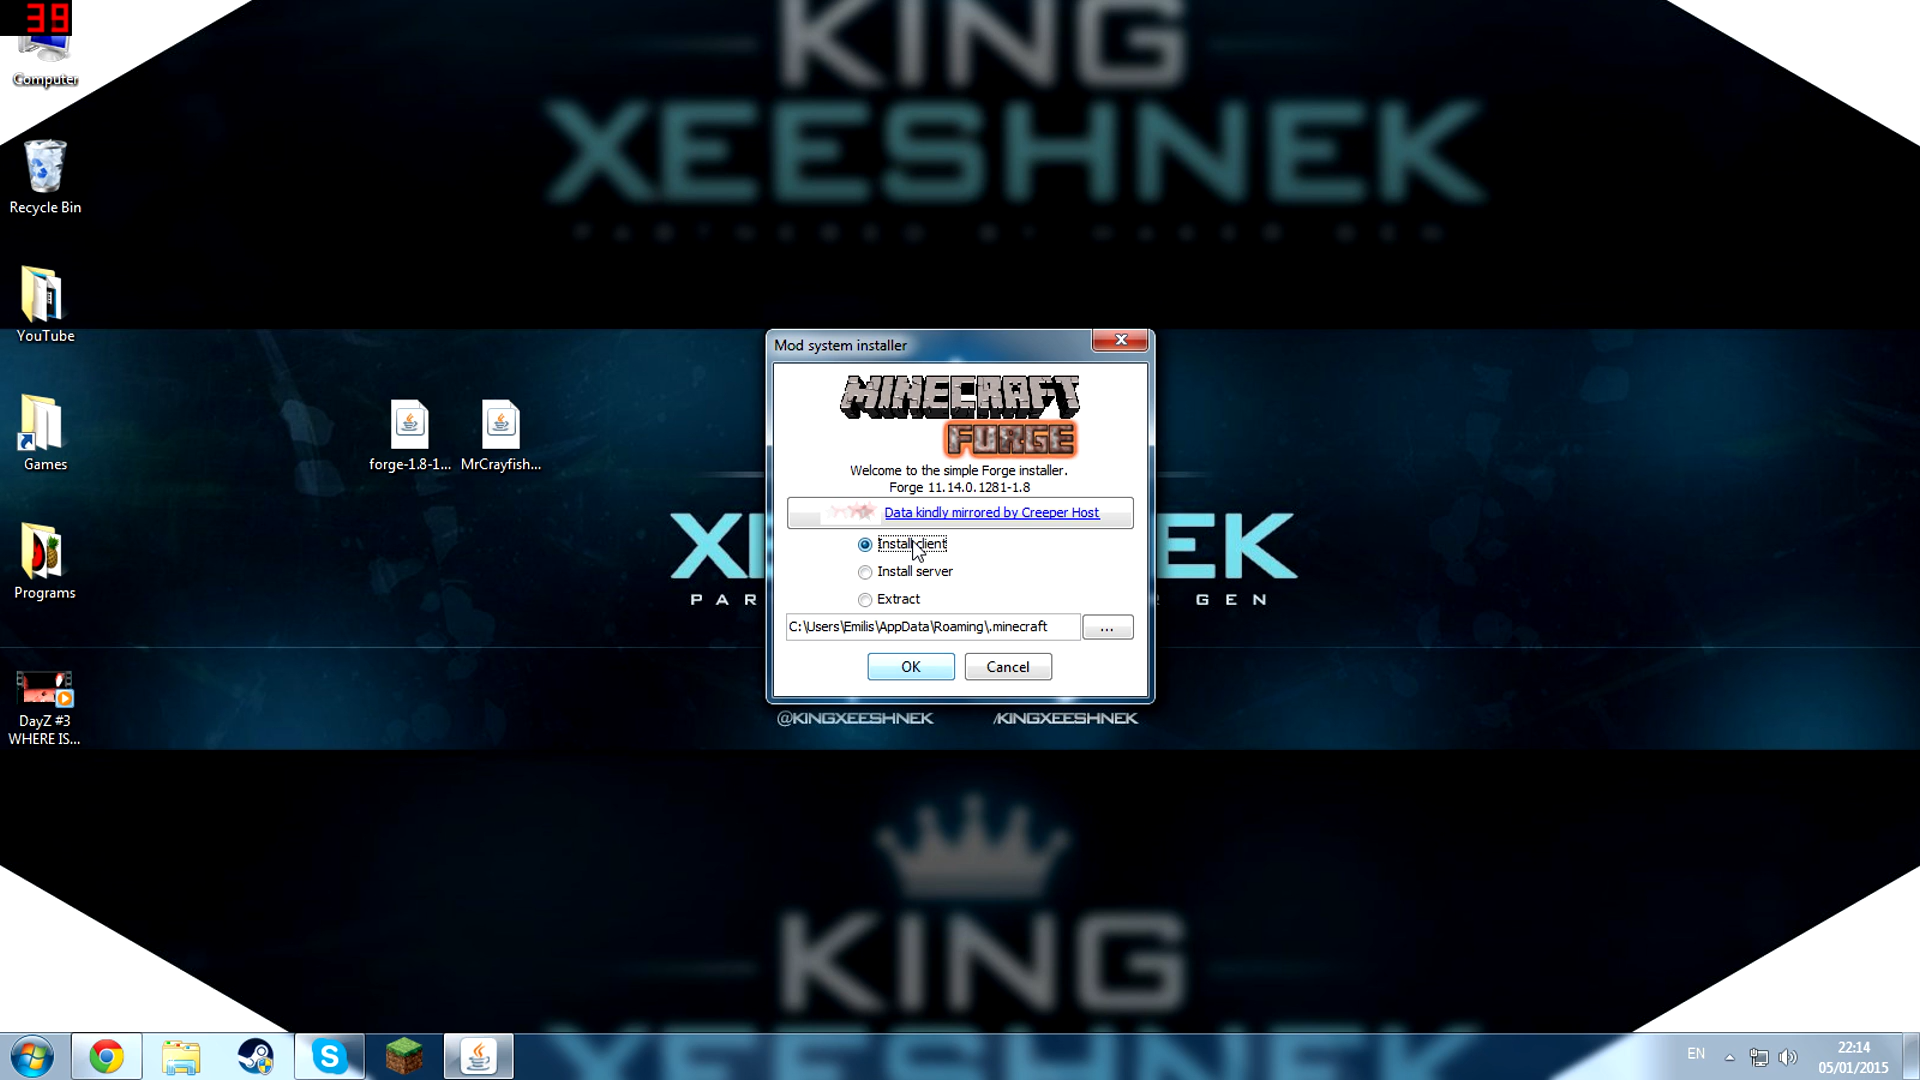 39
Computer
Recycle Bin
YouTube
Games
Programs
DayZ #3
WHERE IS...
forge-1.8-1...
MrCrayfish...
KING
XEESHNEK
Mod system installer
MINECRAFT
FORGE
Welcome to the simple Forge installer.
Forge 11.14.0.1281-1.8
Data kindly mirrored by Creeper Host
Install client
Install server
Extract
C:\Users\Emilis\AppData\Roaming\.minecraft
...
OK
Cancel
GEN
@KINGXEESHNEK
/KINGXEESHNEK
KING
EN
22:14
05/01/2015